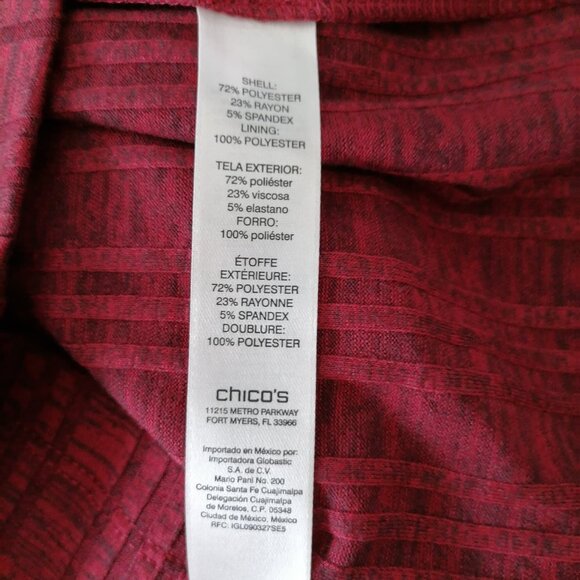 SHELL:
72% POLYESTER
23% RAYON
5% SPANDEX
LINING:
100% POLYESTER
TELA EXTERIOR:
72% poliéster
23% viscosa
5% elastano
FORRO:
100% poliéster
ÉTOFFE
EXTÉRIEURE:
72% POLYESTER
23% RAYONNE
5% SPANDEX
DOUBLURE:
100% POLYESTER
chico's
11215 METRO PARKWAY
FORT MYERS, FL 33966
Importado en México por:
Importadora Globastic
S.A. de C.V.
Mario Pani No. 200
Colonia Santa Fe Cuajimalpa
Delegación Cuajimalpa
de Morelos, C.P. 05348
Ciudad de México, México
RFC: IGL090327SE5